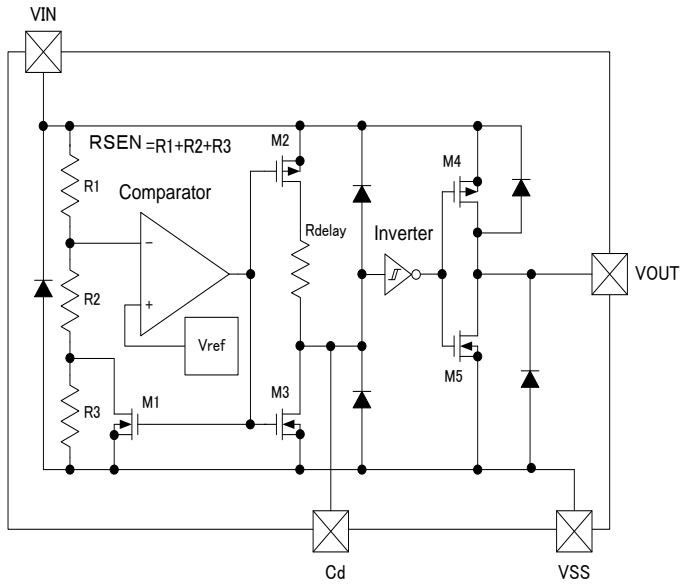 VIN
RSEN =R1+R2+R3
M2
M4
R1
Comparator
Rdelay
Inverter
−
VOUT
R2
+
Vref
M5
R3
M1
M3
Cd
VSS